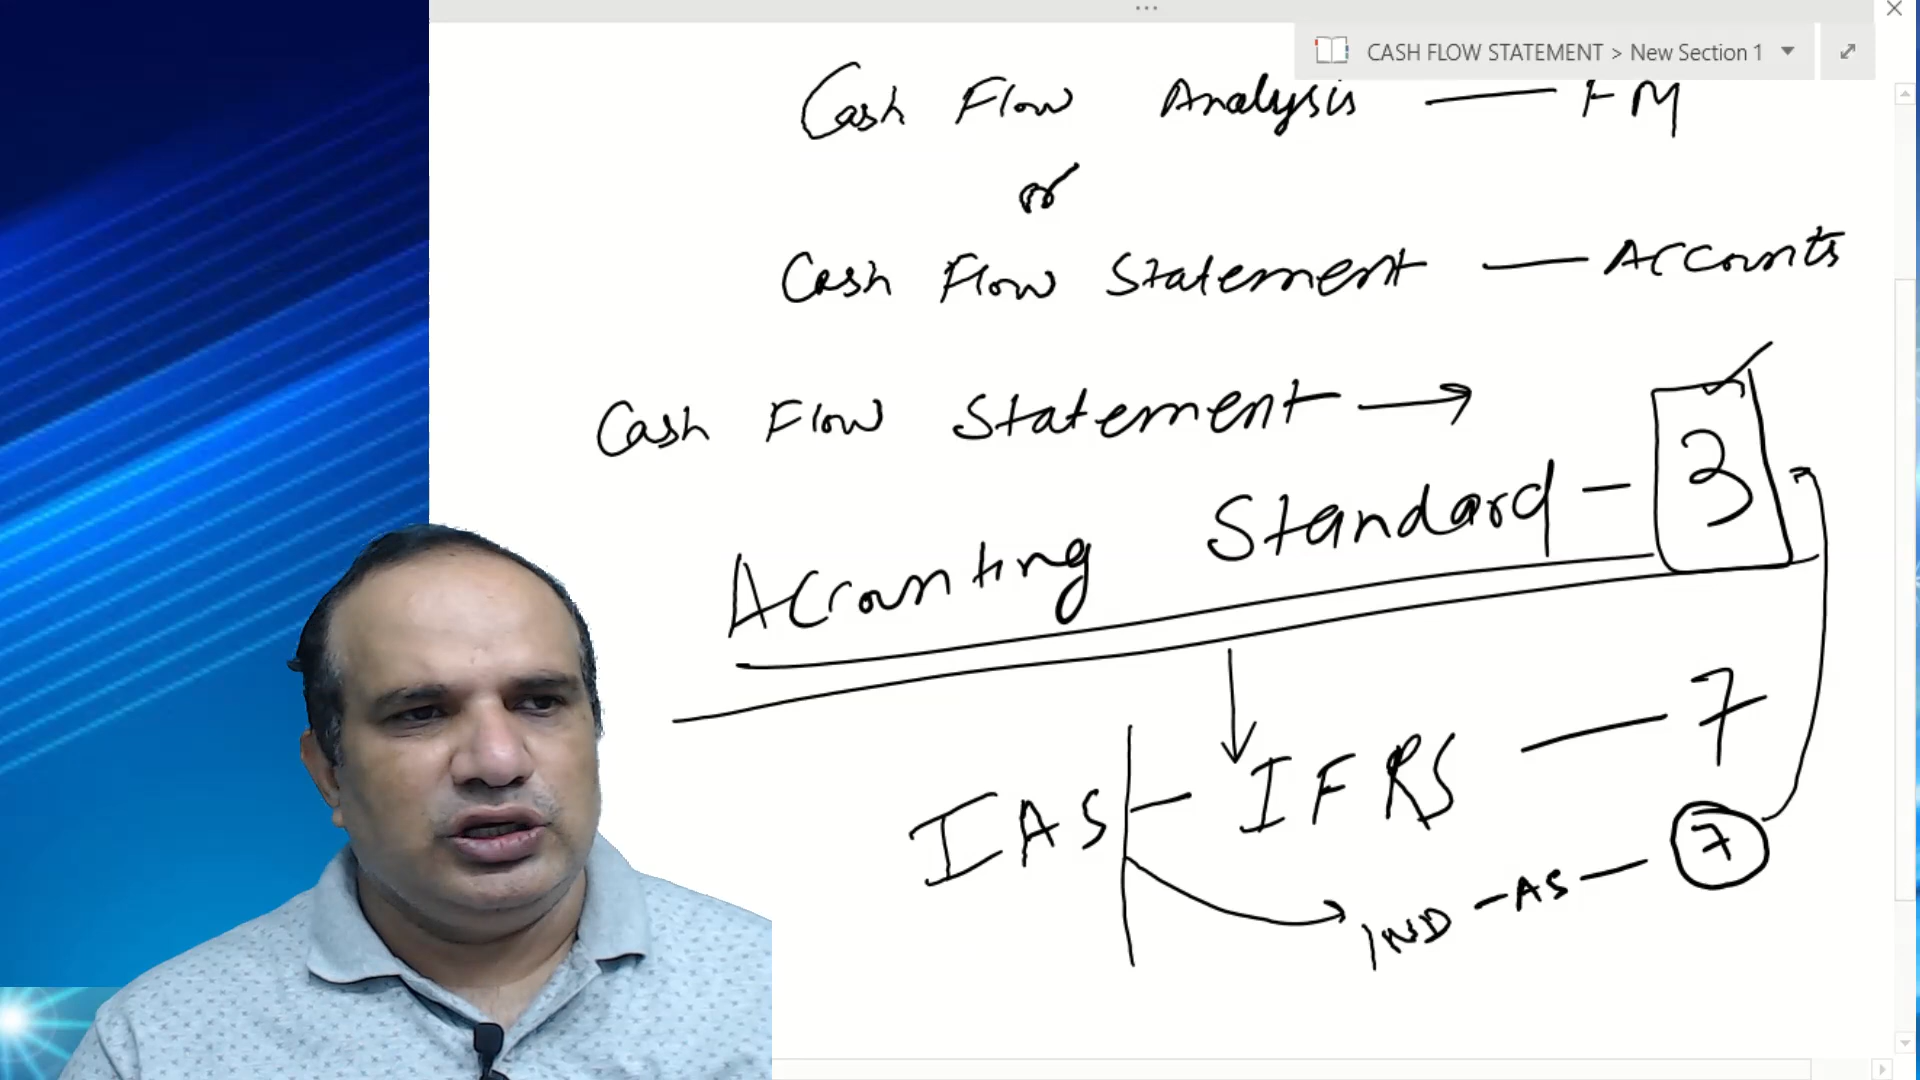 CASH FLOW STATEMENT > New Section 1
Cash Flow Analysis — FM
or
Cash Flow Statement — Accounts
Cash Flow Statement →
Accounting Standard - 3
IAS - IFRS — 7
IND - AS — 7